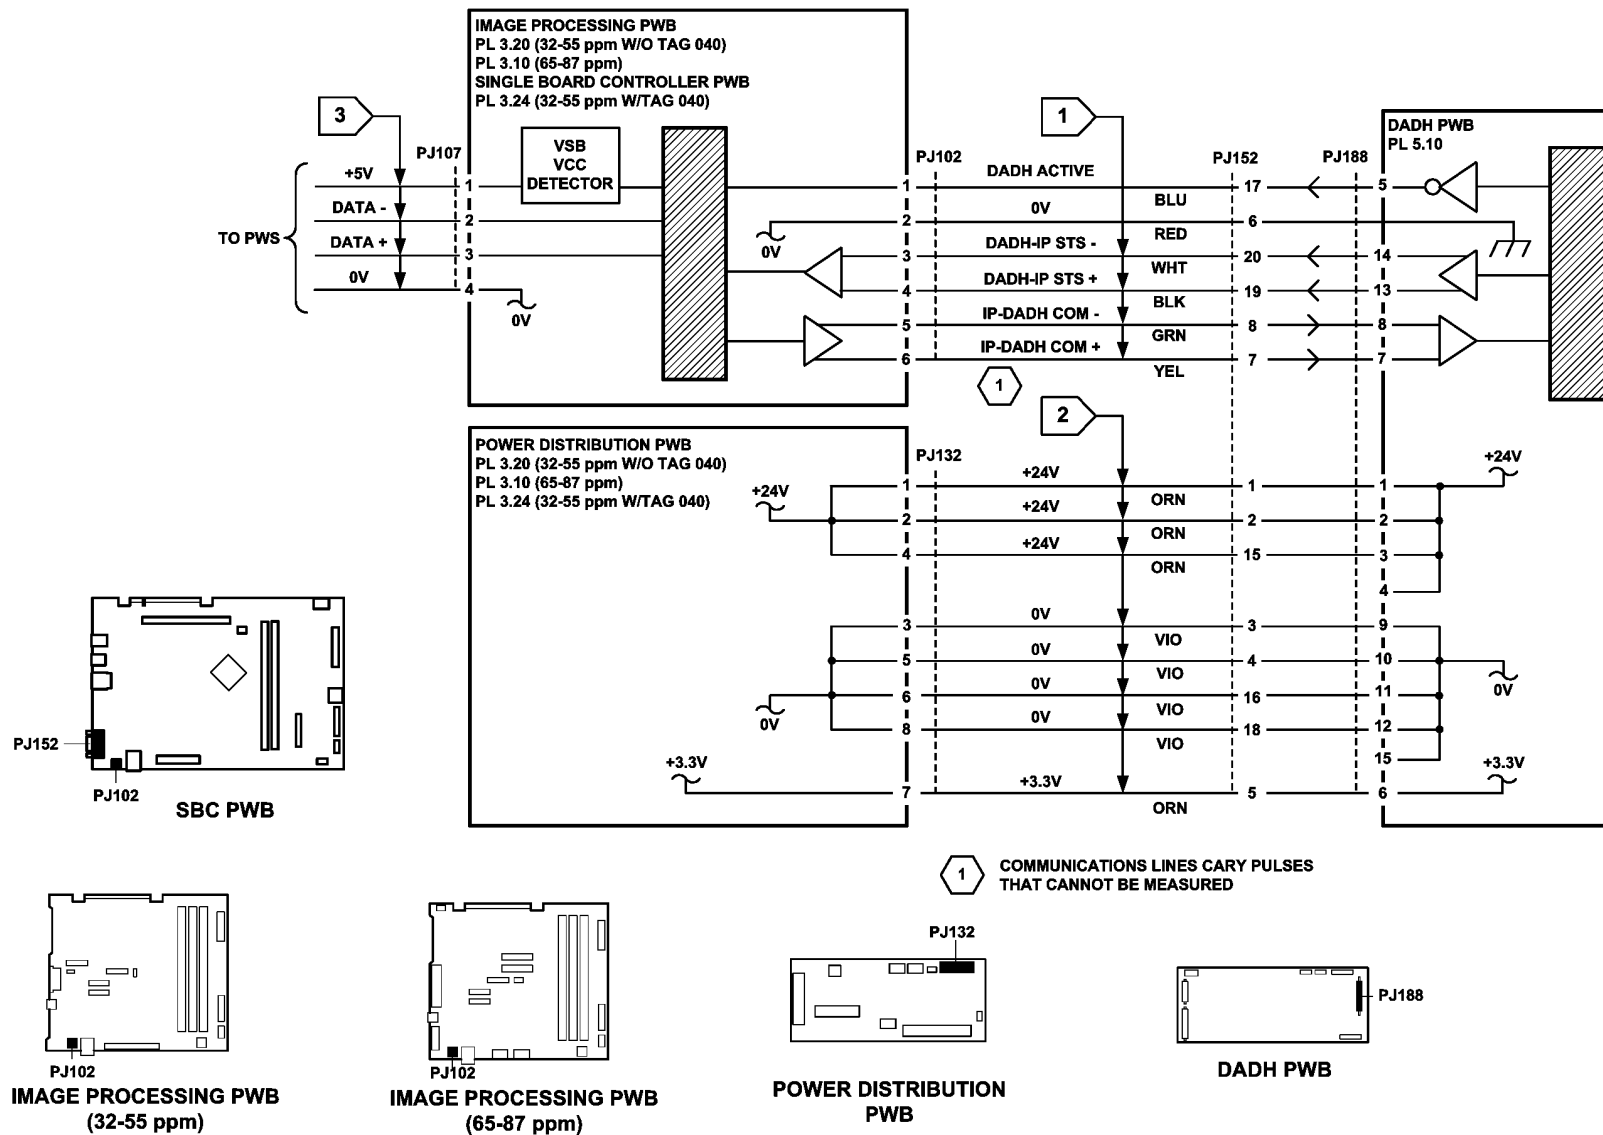 IMAGE PROCESSING PWB
PL 3.20 (32-55 ppm W/O TAG 040)
PL 3.10 (65-87 ppm)
SINGLE BOARD CONTROLLER PWB
PL 3.24 (32-55 ppm W/TAG 040)
3
1
DADH PWB
PL 5.10
VSB
VCC
DETECTOR
PJ107
PJ102
PJ152
PJ188
+5V
1
1
DADH ACTIVE
BLU
17
5
DATA -
2
0V
2
0V
RED
6
TO PWS
DATA +
3
3
DADH-IP STS -
WHT
20
14
0V
4
0V
4
DADH-IP STS +
BLK
19
13
5
IP-DADH COM -
GRN
8
8
6
IP-DADH COM +
YEL
7
7
1
2
POWER DISTRIBUTION PWB
PL 3.20 (32-55 ppm W/O TAG 040)
PL 3.10 (65-87 ppm)
PL 3.24 (32-55 ppm W/TAG 040)
PJ132
+24V
+24V
1
+24V
ORN
1
1
2
+24V
ORN
2
2
4
+24V
ORN
15
3
4
3
0V
VIO
3
9
5
0V
VIO
4
10
0V
6
0V
VIO
16
11
0V
8
0V
VIO
18
12
15
+3.3V
7
+3.3V
ORN
5
6
+3.3V
PJ152
PJ102
SBC PWB
1
COMMUNICATIONS LINES CARY PULSES
THAT CANNOT BE MEASURED
PJ102
IMAGE PROCESSING PWB
(32-55 ppm)
PJ102
IMAGE PROCESSING PWB
(65-87 ppm)
PJ132
POWER DISTRIBUTION
PWB
PJ188
DADH PWB